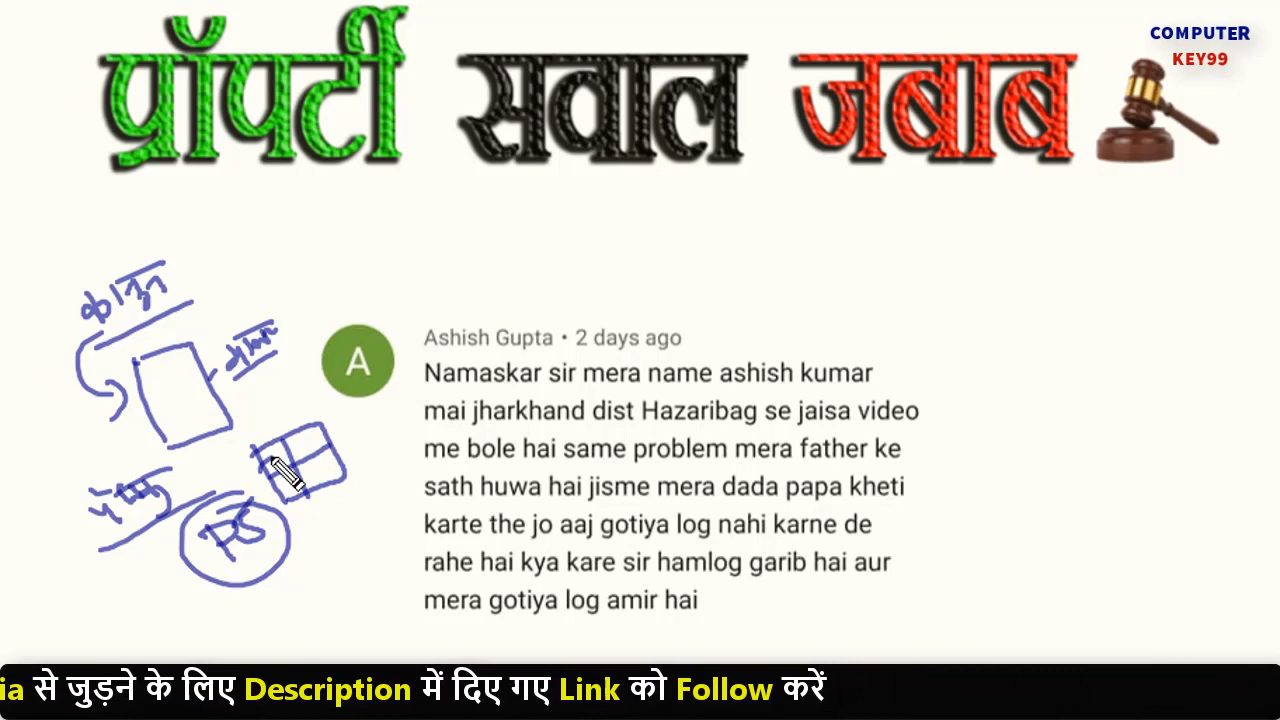 प्रॉपर्टी सवाल जबाब
COMPUTER
KEY99
कानून
Ashish Gupta • 2 days ago
Namaskar sir mera name ashish kumar
mai jharkhand dist Hazaribag se jaisa video
me bole hai same problem mera father ke
sath huwa hai jisme mera dada papa kheti
karte the jo aaj gotiya log nahi karne de
rahe hai kya kare sir hamlog garib hai aur
mera gotiya log amir hai
RS
ia से जुड़ने के लिए Description में दिए गए Link को Follow करें